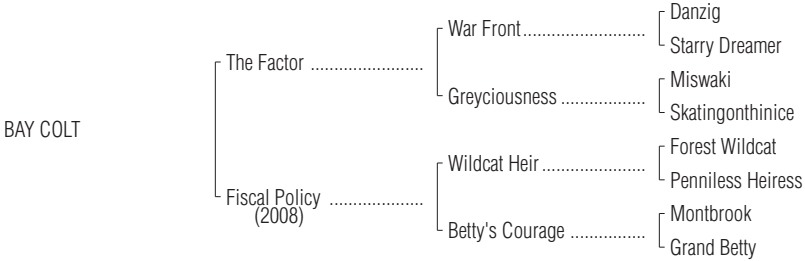 Danzig
War Front
Starry Dreamer
The Factor
Miswaki
Greyciousness
Skatingonthinice
BAY COLT
Forest Wildcat
Wildcat Heir
Penniless Heiress
Fiscal Policy
(2008)
Montbrook
Betty's Courage
Grand Betty